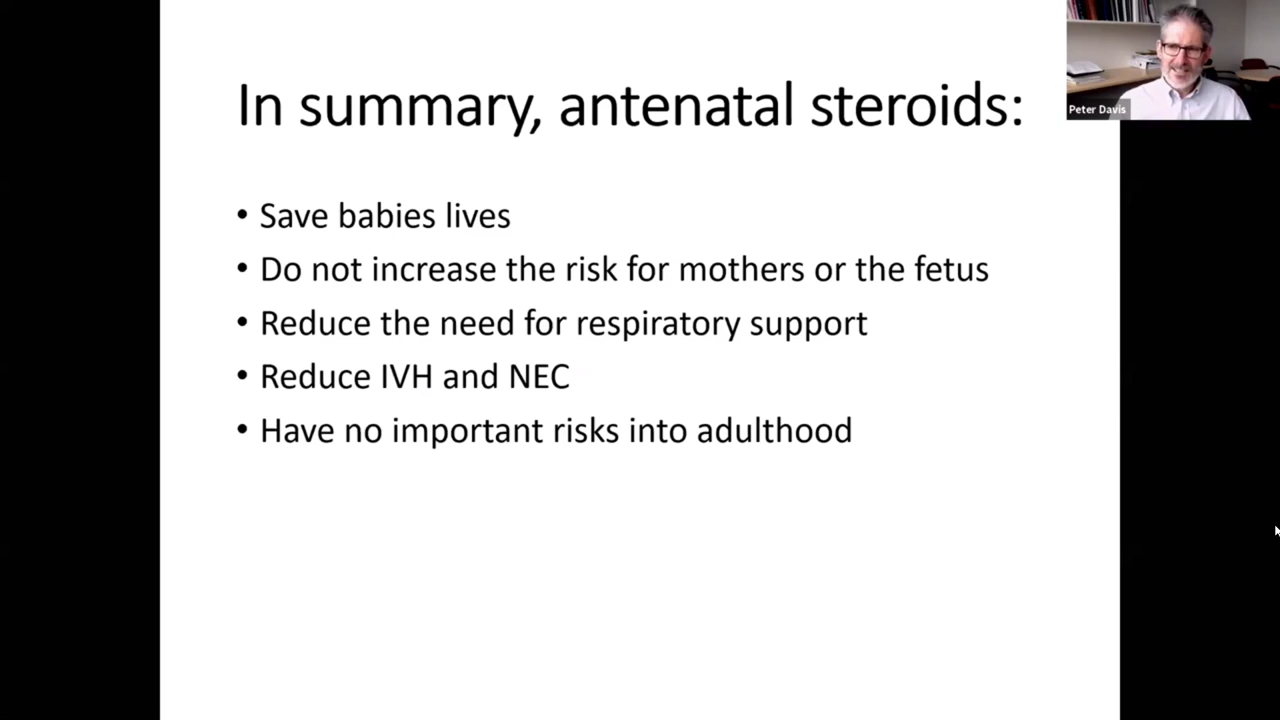 In summary, antenatal steroids:
Peter Davis
• Save babies lives
• Do not increase the risk for mothers or the fetus
• Reduce the need for respiratory support
• Reduce IVH and NEC
• Have no important risks into adulthood